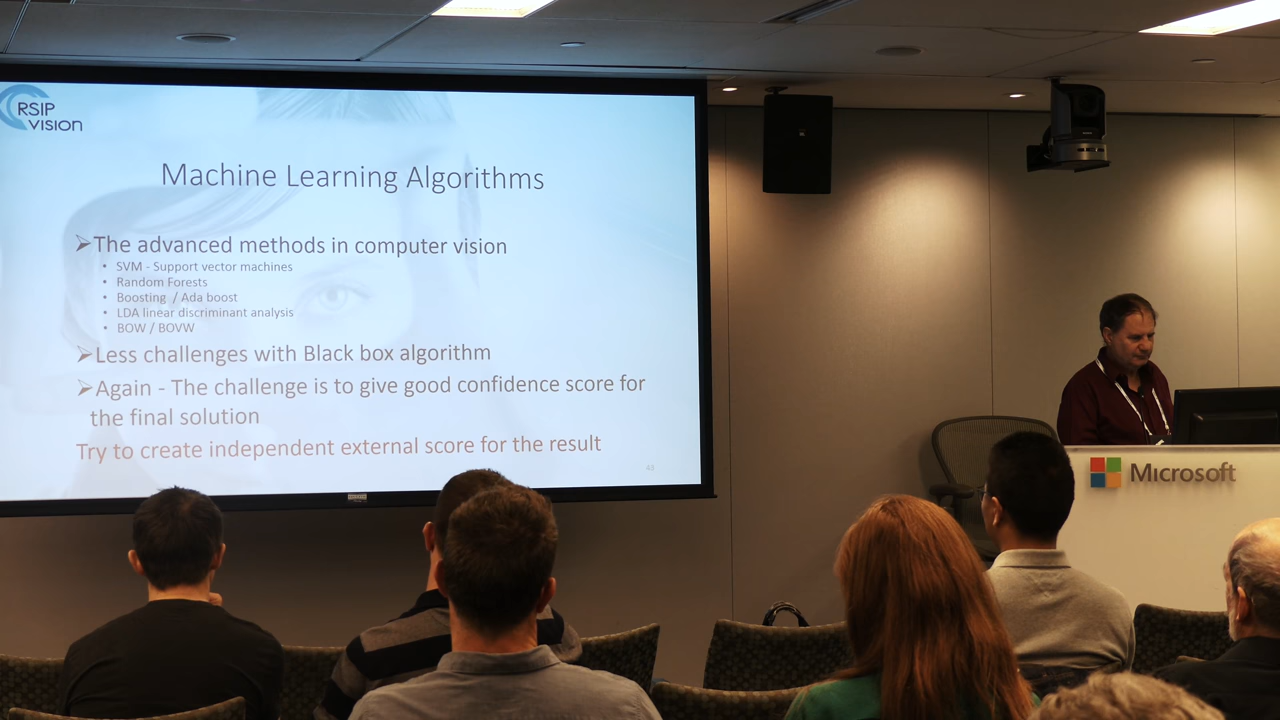 RSIP
VISION
Machine Learning Algorithms
➢The advanced methods in computer vision
• SVM - Support vector machines
• Random Forests
• Boosting / Ada boost
• LDA linear discriminant analysis
• BOW / BOVW
➢Less challenges with Black box algorithm
➢Again - The challenge is to give good confidence score for
the final solution
Try to create independent external score for the result
Microsoft